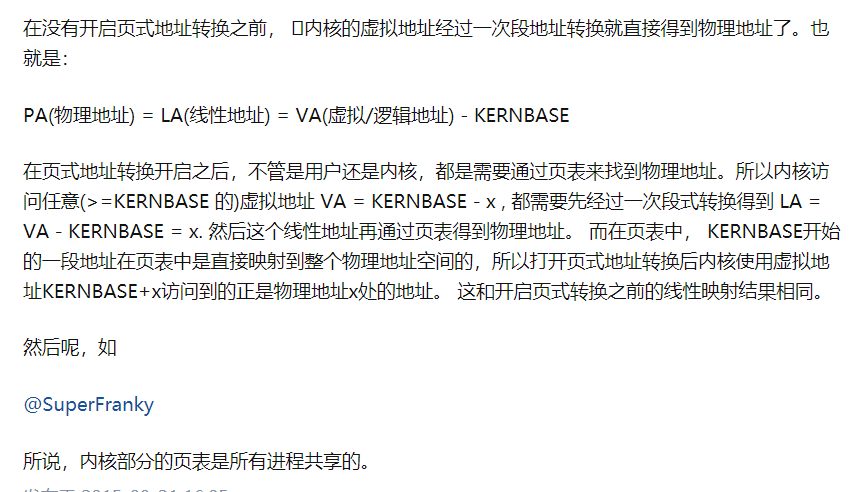 在没有开启页式地址转换之前， 内核的虚拟地址经过一次段地址转换就直接得到物理地址了。也
就是：
PA(物理地址) = LA(线性地址) = VA(虚拟/逻辑地址) - KERNBASE
在页式地址转换开启之后，不管是用户还是内核，都是需要通过页表来找到物理地址。所以内核访
问任意(>=KERNBASE 的)虚拟地址 VA = KERNBASE - x , 都需要先经过一次段式转换得到 LA =
VA - KERNBASE = x. 然后这个线性地址再通过页表得到物理地址。 而在页表中， KERNBASE开始
的一段地址在页表中是直接映射到整个物理地址空间的，所以打开页式地址转换后内核使用虚拟地
址KERNBASE+x访问到的正是物理地址x处的地址。 这和开启页式转换之前的线性映射结果相同。
然后呢，如
@SuperFranky
所说，内核部分的页表是所有进程共享的。